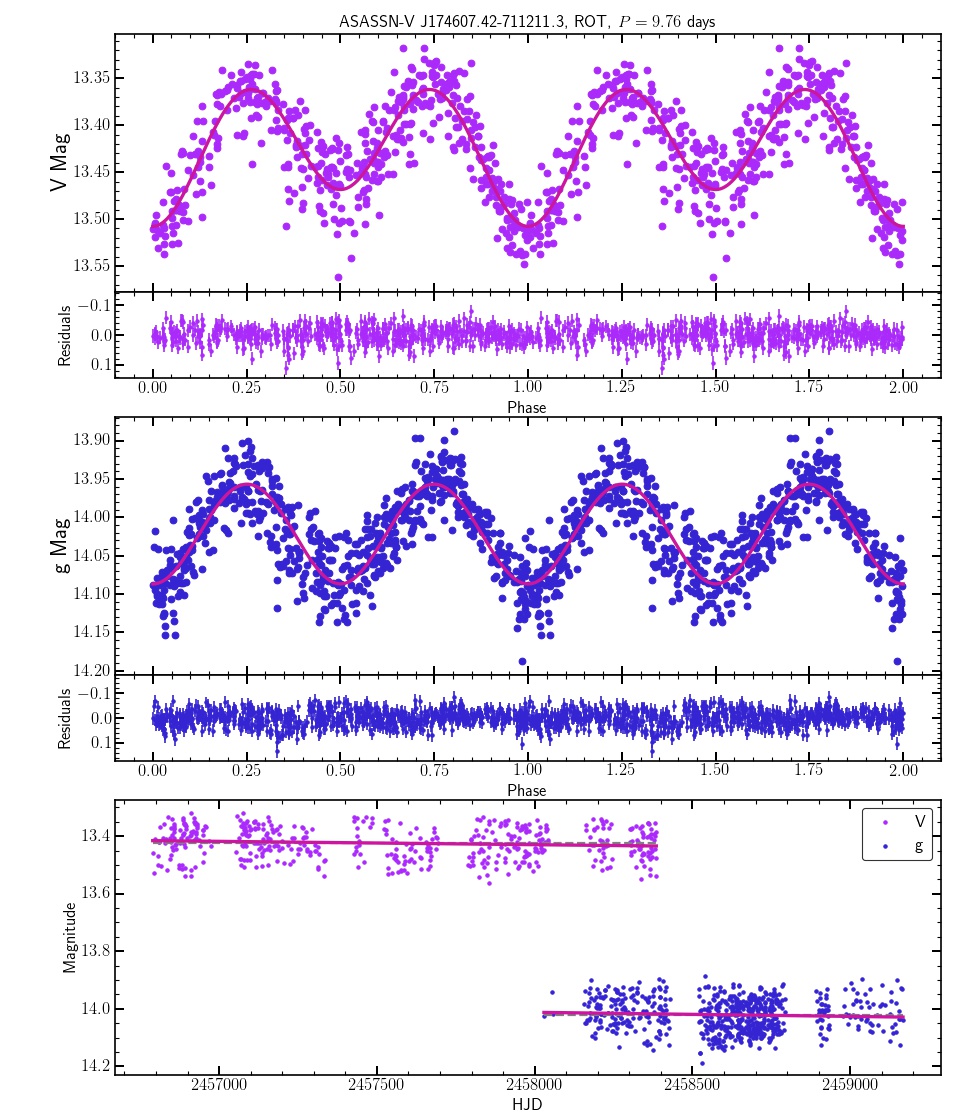 ASASSN-V J174607.42-711211.3, ROT, P = 9.76 days
13.35
13.40
13.45
13.50
13.55
V Mag
−0.1
0.0
0.1
Residuals
0.00 0.25 0.50 0.75 1.00 1.25 1.50 1.75 2.00
Phase
13.90
13.95
14.00
14.05
14.10
14.15
14.20
g Mag
−0.1
0.0
0.1
Residuals
0.00 0.25 0.50 0.75 1.00 1.25 1.50 1.75 2.00
Phase
V
g
13.4
13.6
13.8
14.0
14.2
Magnitude
2457000 2457500 2458000 2458500 2459000
HJD